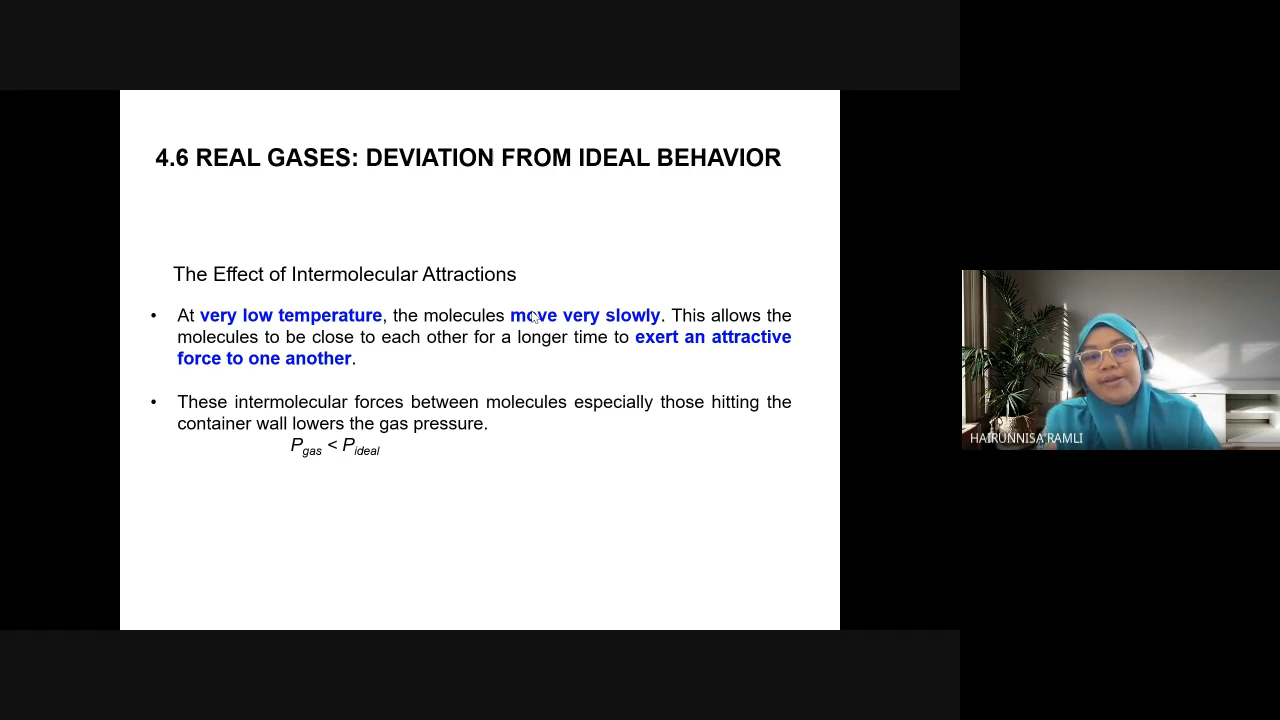 4.6 REAL GASES: DEVIATION FROM IDEAL BEHAVIOR
The Effect of Intermolecular Attractions
• At very low temperature, the molecules move very slowly. This allows the
molecules to be close to each other for a longer time to exert an attractive
force to one another.
• These intermolecular forces between molecules especially those hitting the
container wall lowers the gas pressure.
Pgas < Pideal
HAIRUNNISA RAMLI